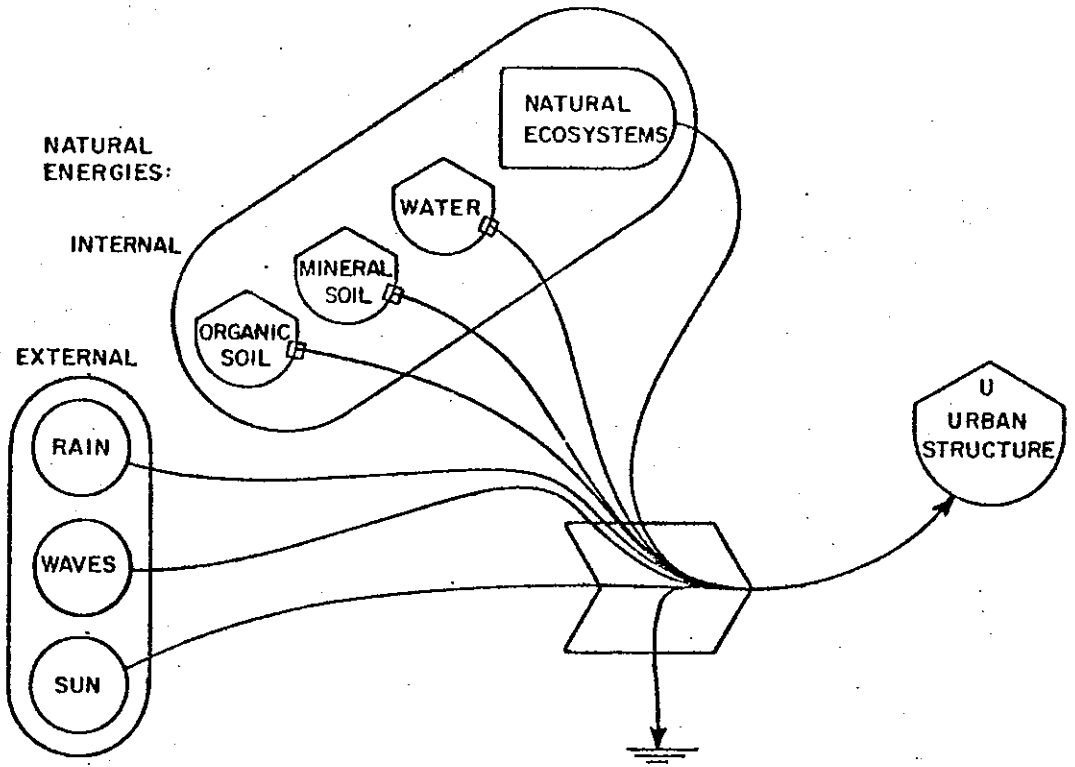 NATURAL
ENERGIES:
INTERNAL
NATURAL
ECOSYSTEMS
WATER
MINERAL
SOIL
ORGANIC
SOIL
EXTERNAL
RAIN
WAVES
SUN
U
URBAN
STRUCTURE